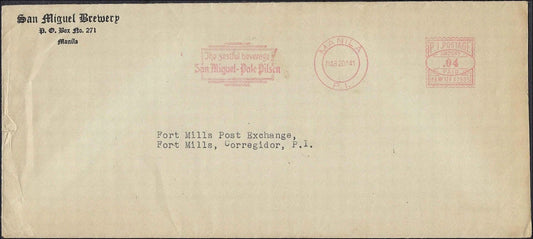 San Miguel Brewery
P. O. Box No. 271
Manila
The zestful beverage
San Miguel - Pale Pilsen
MANILA
P. I.
P. I. POSTAGE
.04
PAID
Fort Mills Post Exchange,
Fort Mills, Corregidor, P.I.